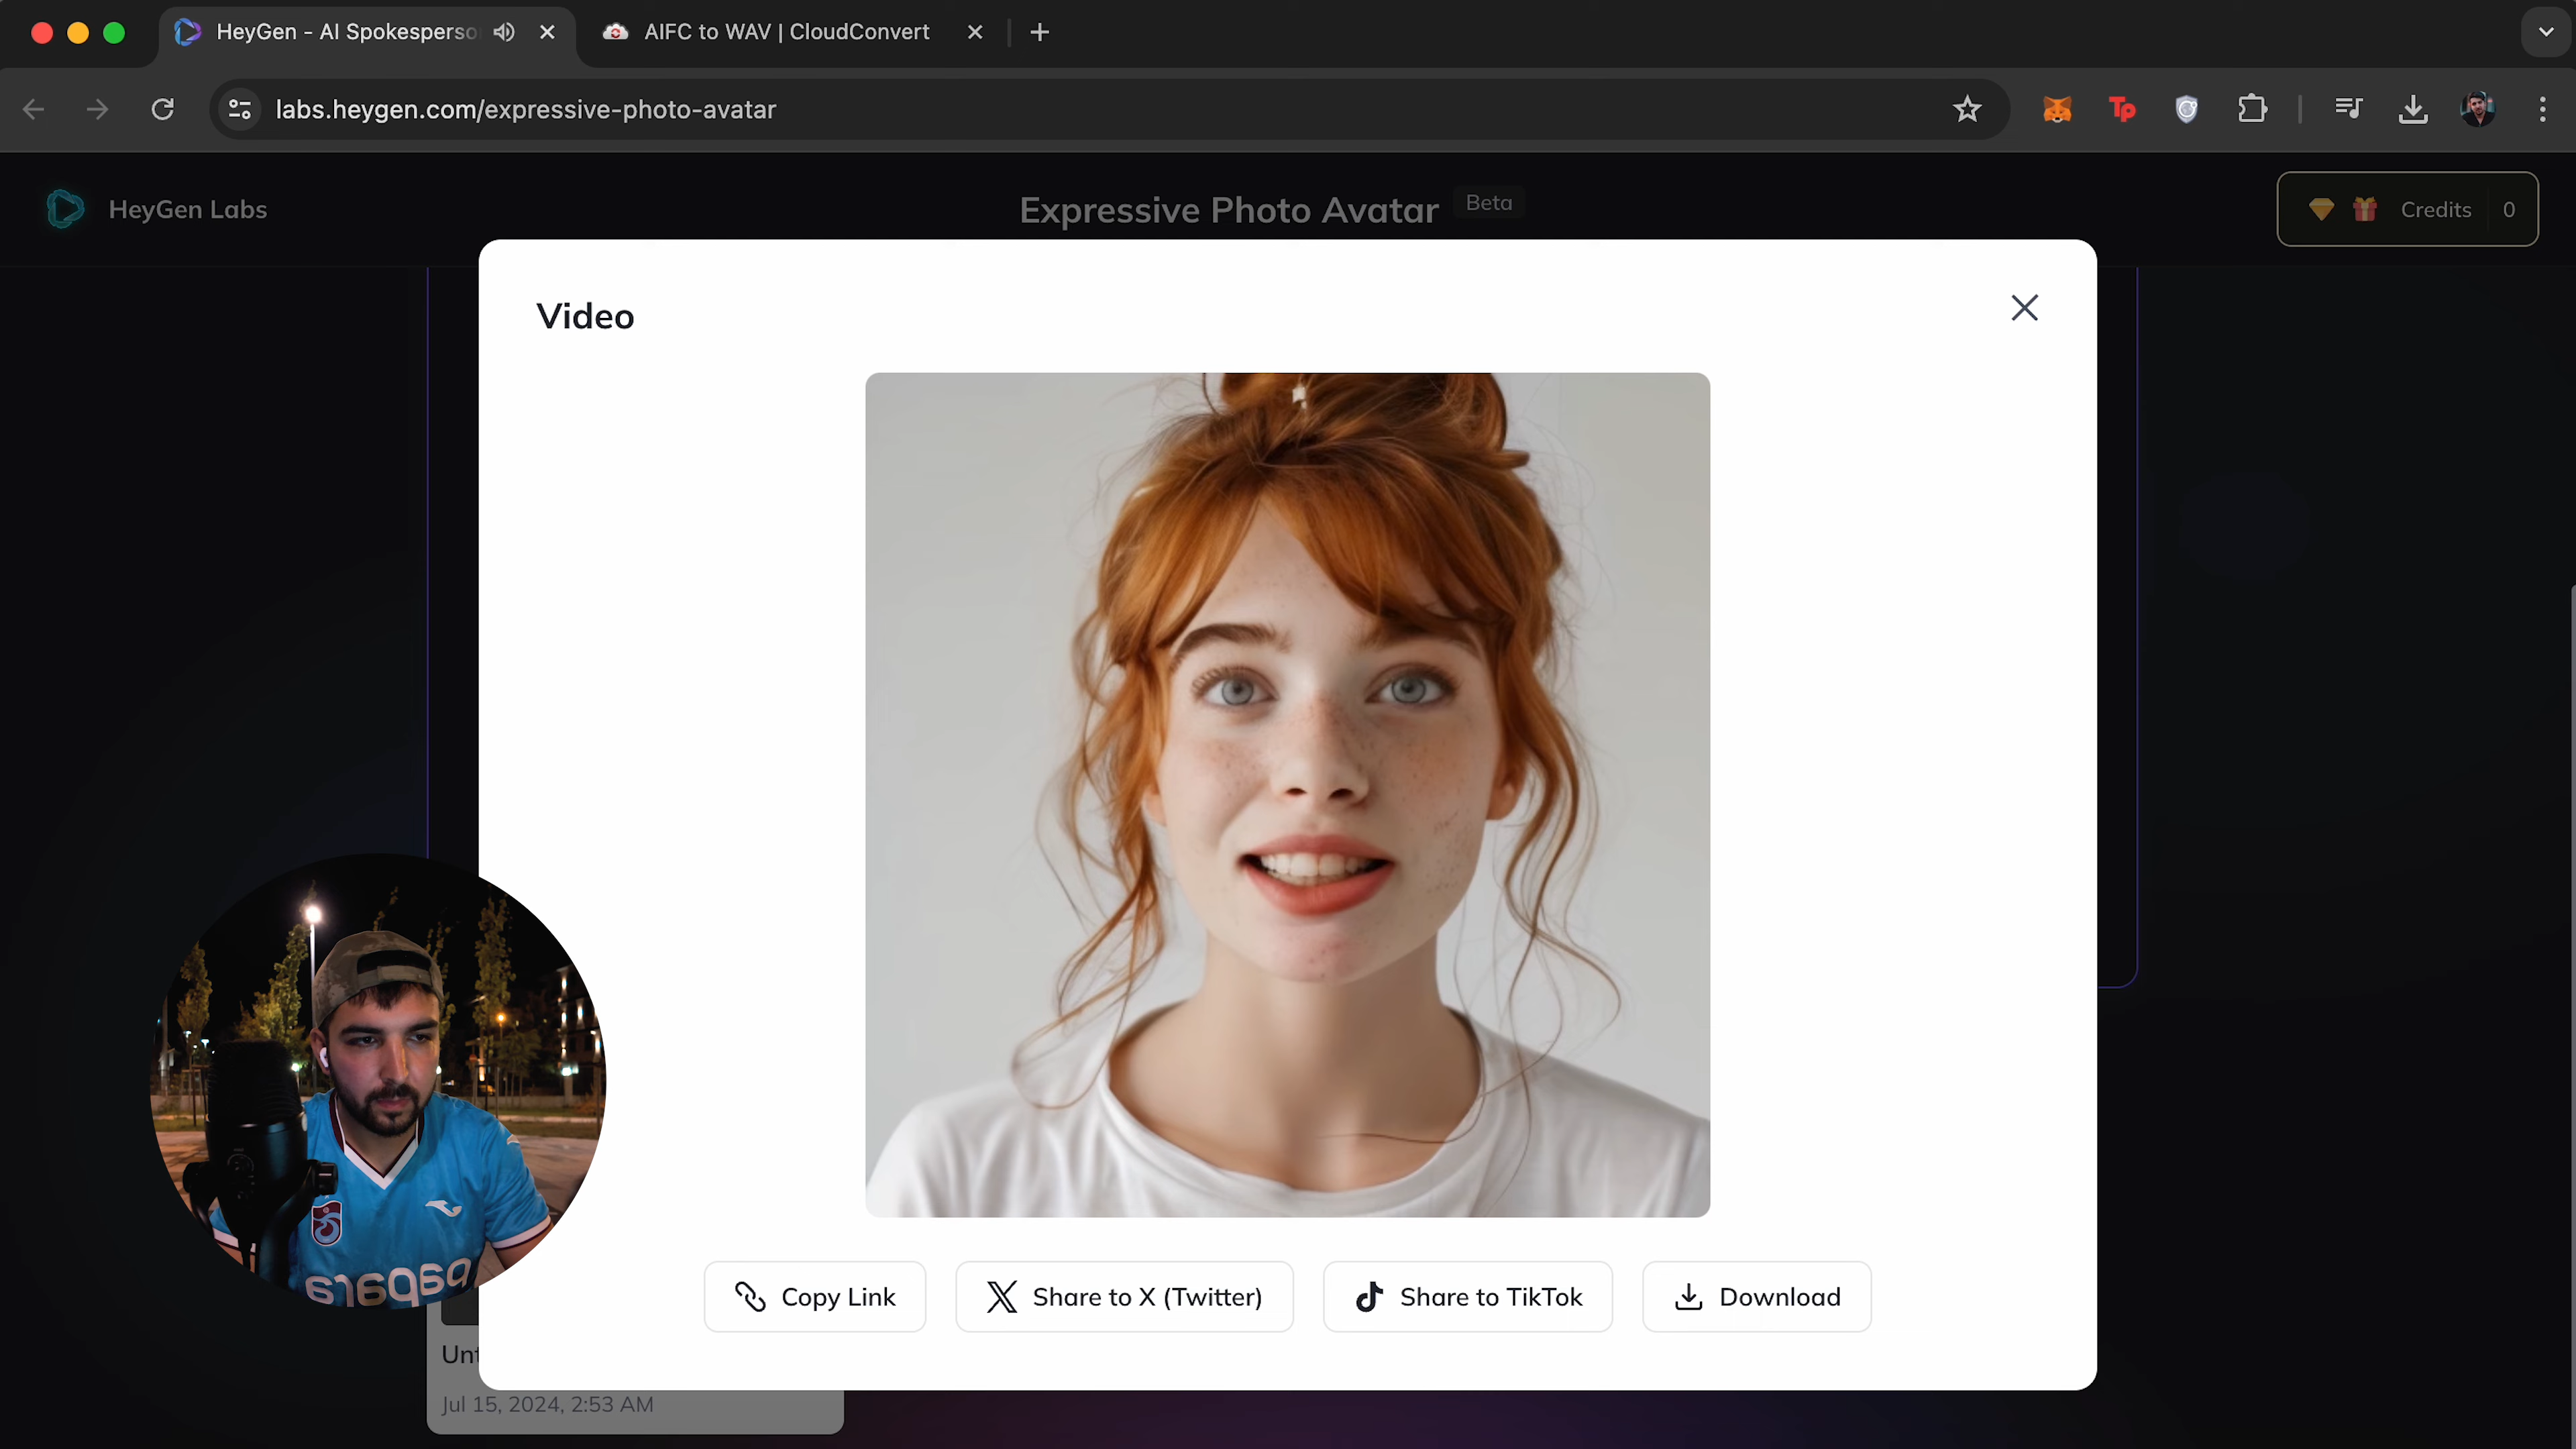 HeyGen - AI Spokesperso
AIFC to WAV | CloudConvert
labs.heygen.com/expressive-photo-avatar
Tp
HeyGen Labs
Expressive Photo Avatar
Beta
Credits 0
Video
papara
Copy Link
Share to X (Twitter)
Share to TikTok
Download
Unt
Jul 15, 2024, 2:53 AM